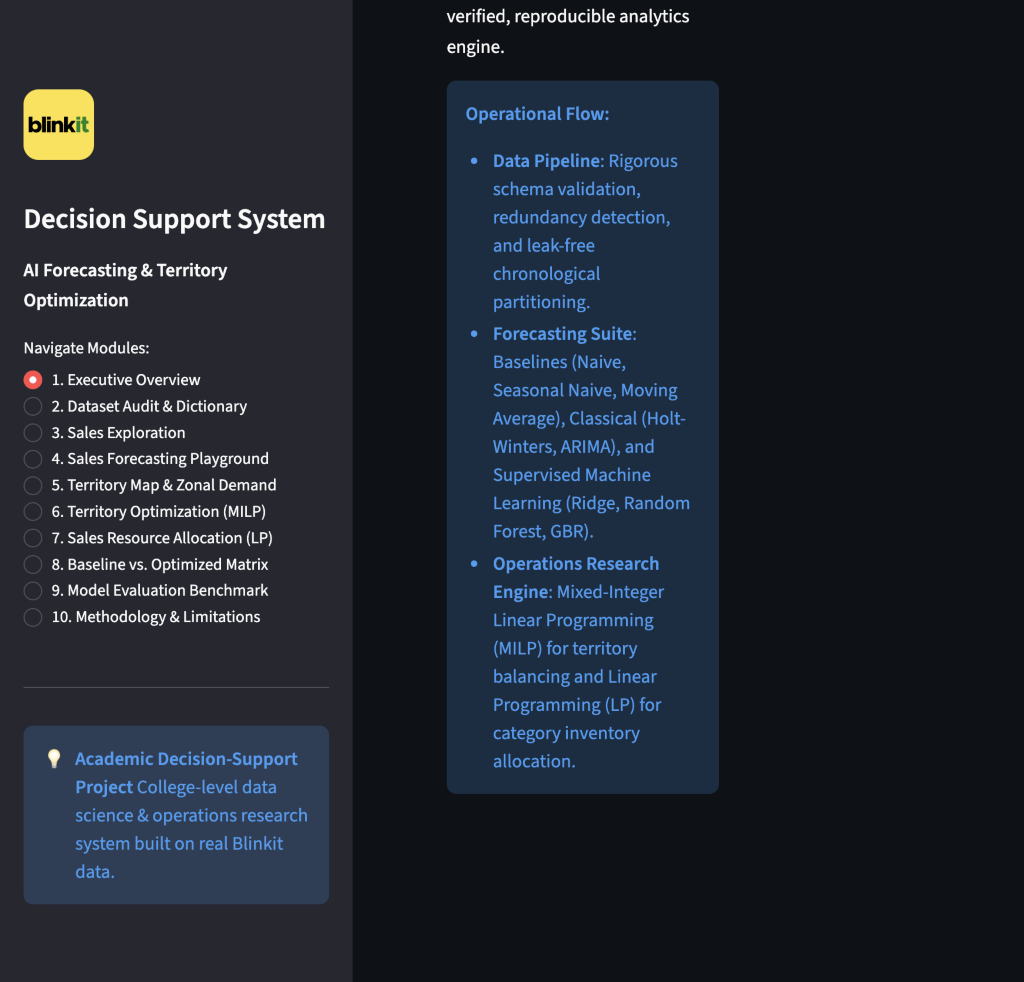 blinkit
Decision Support System
AI Forecasting & Territory
Optimization
Navigate Modules:
1. Executive Overview
2. Dataset Audit & Dictionary
3. Sales Exploration
4. Sales Forecasting Playground
5. Territory Map & Zonal Demand
6. Territory Optimization (MILP)
7. Sales Resource Allocation (LP)
8. Baseline vs. Optimized Matrix
9. Model Evaluation Benchmark
10. Methodology & Limitations
Academic Decision-Support
Project College-level data
science & operations research
system built on real Blinkit
data.
verified, reproducible analytics
engine.
Operational Flow:
Data Pipeline: Rigorous
schema validation,
redundancy detection,
and leak-free
chronological
partitioning.
Forecasting Suite:
Baselines (Naive,
Seasonal Naive, Moving
Average), Classical (Holt-
Winters, ARIMA), and
Supervised Machine
Learning (Ridge, Random
Forest, GBR).
Operations Research
Engine: Mixed-Integer
Linear Programming
(MILP) for territory
balancing and Linear
Programming (LP) for
category inventory
allocation.